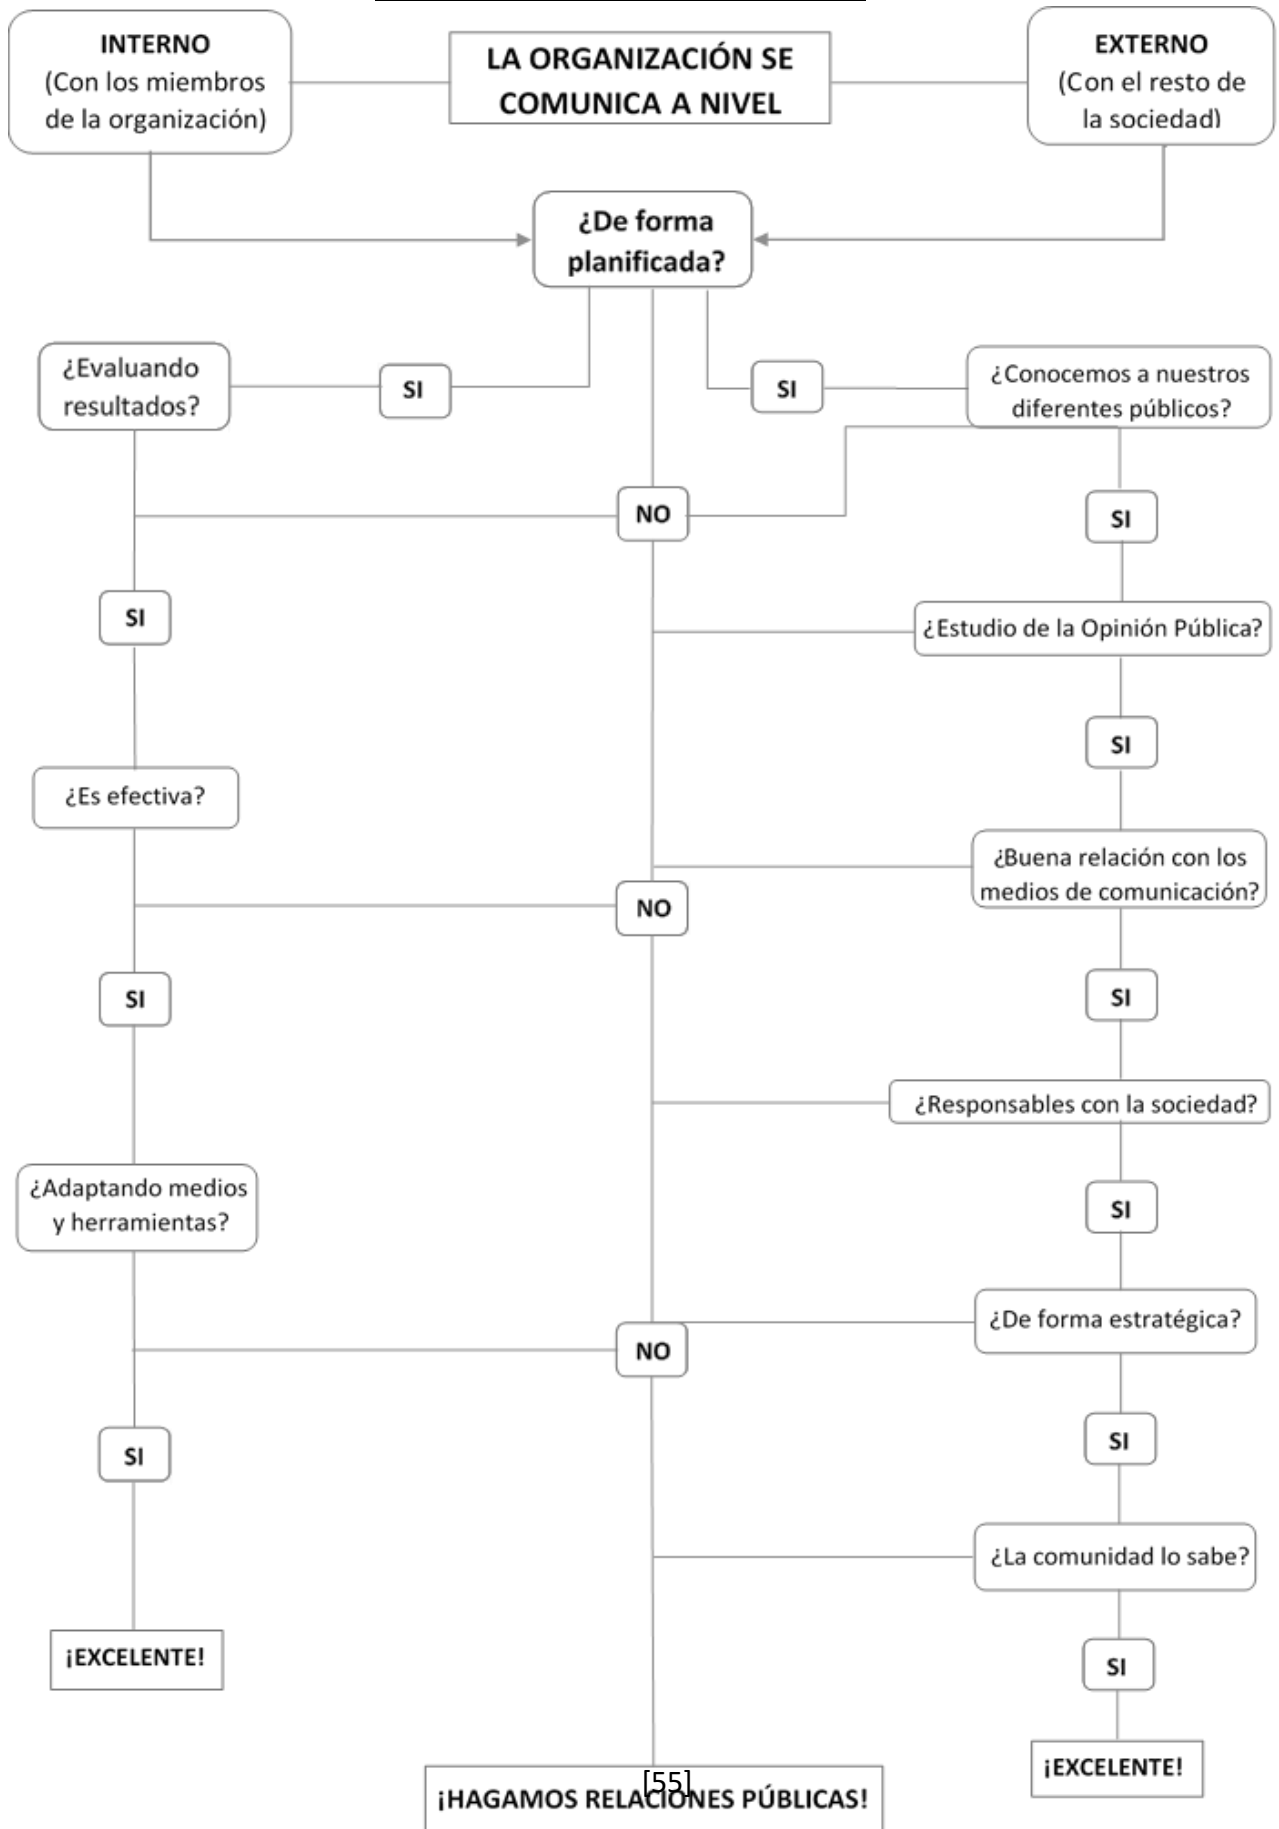 INTERNO
(Con los miembros
de la organización)
LA ORGANIZACIÓN SE
COMUNICA A NIVEL
EXTERNO
(Con el resto de
la sociedad)
¿De forma
planificada?
¿Evaluando
resultados?
SI
SI
¿Conocemos a nuestros
diferentes públicos?
NO
SI
SI
¿Estudio de la Opinión Pública?
SI
¿Es efectiva?
¿Buena relación con los
medios de comunicación?
NO
SI
SI
¿Responsables con la sociedad?
¿Adaptando medios
y herramientas?
SI
¿De forma estratégica?
NO
SI
SI
¿La comunidad lo sabe?
¡EXCELENTE!
SI
¡EXCELENTE!
[55]
¡HAGAMOS RELACIONES PÚBLICAS!